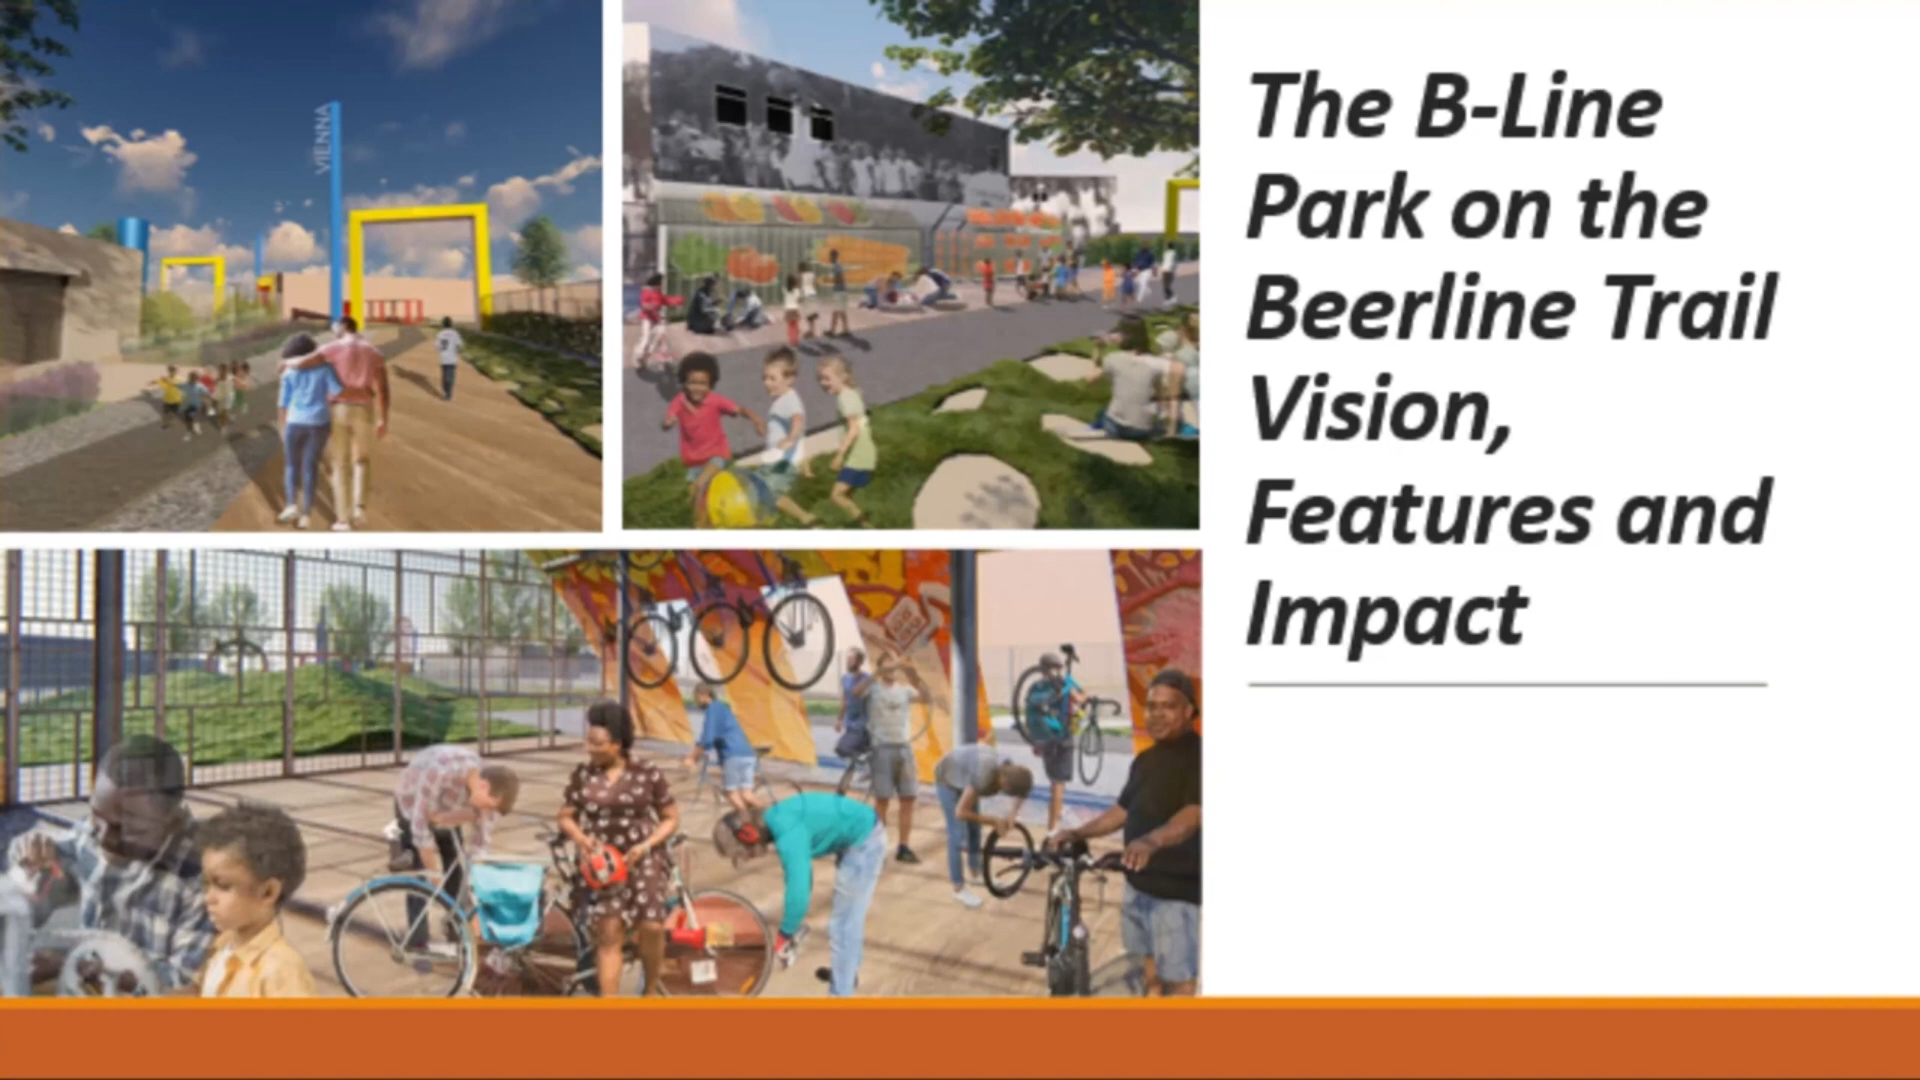 VIENNA
The B-Line
Park on the
Beerline Trail
Vision,
Features and
Impact